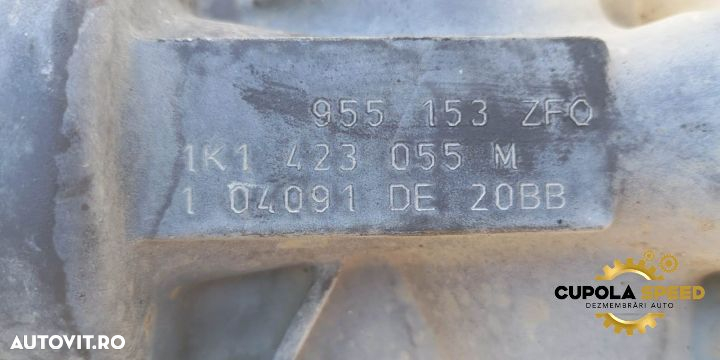 955 153 ZFO
1K1 423 055 M
1 04091 DE 20BB
CUPOLA SPEED
DEZMEMBRĂRI AUTO
AUTOVIT.RO